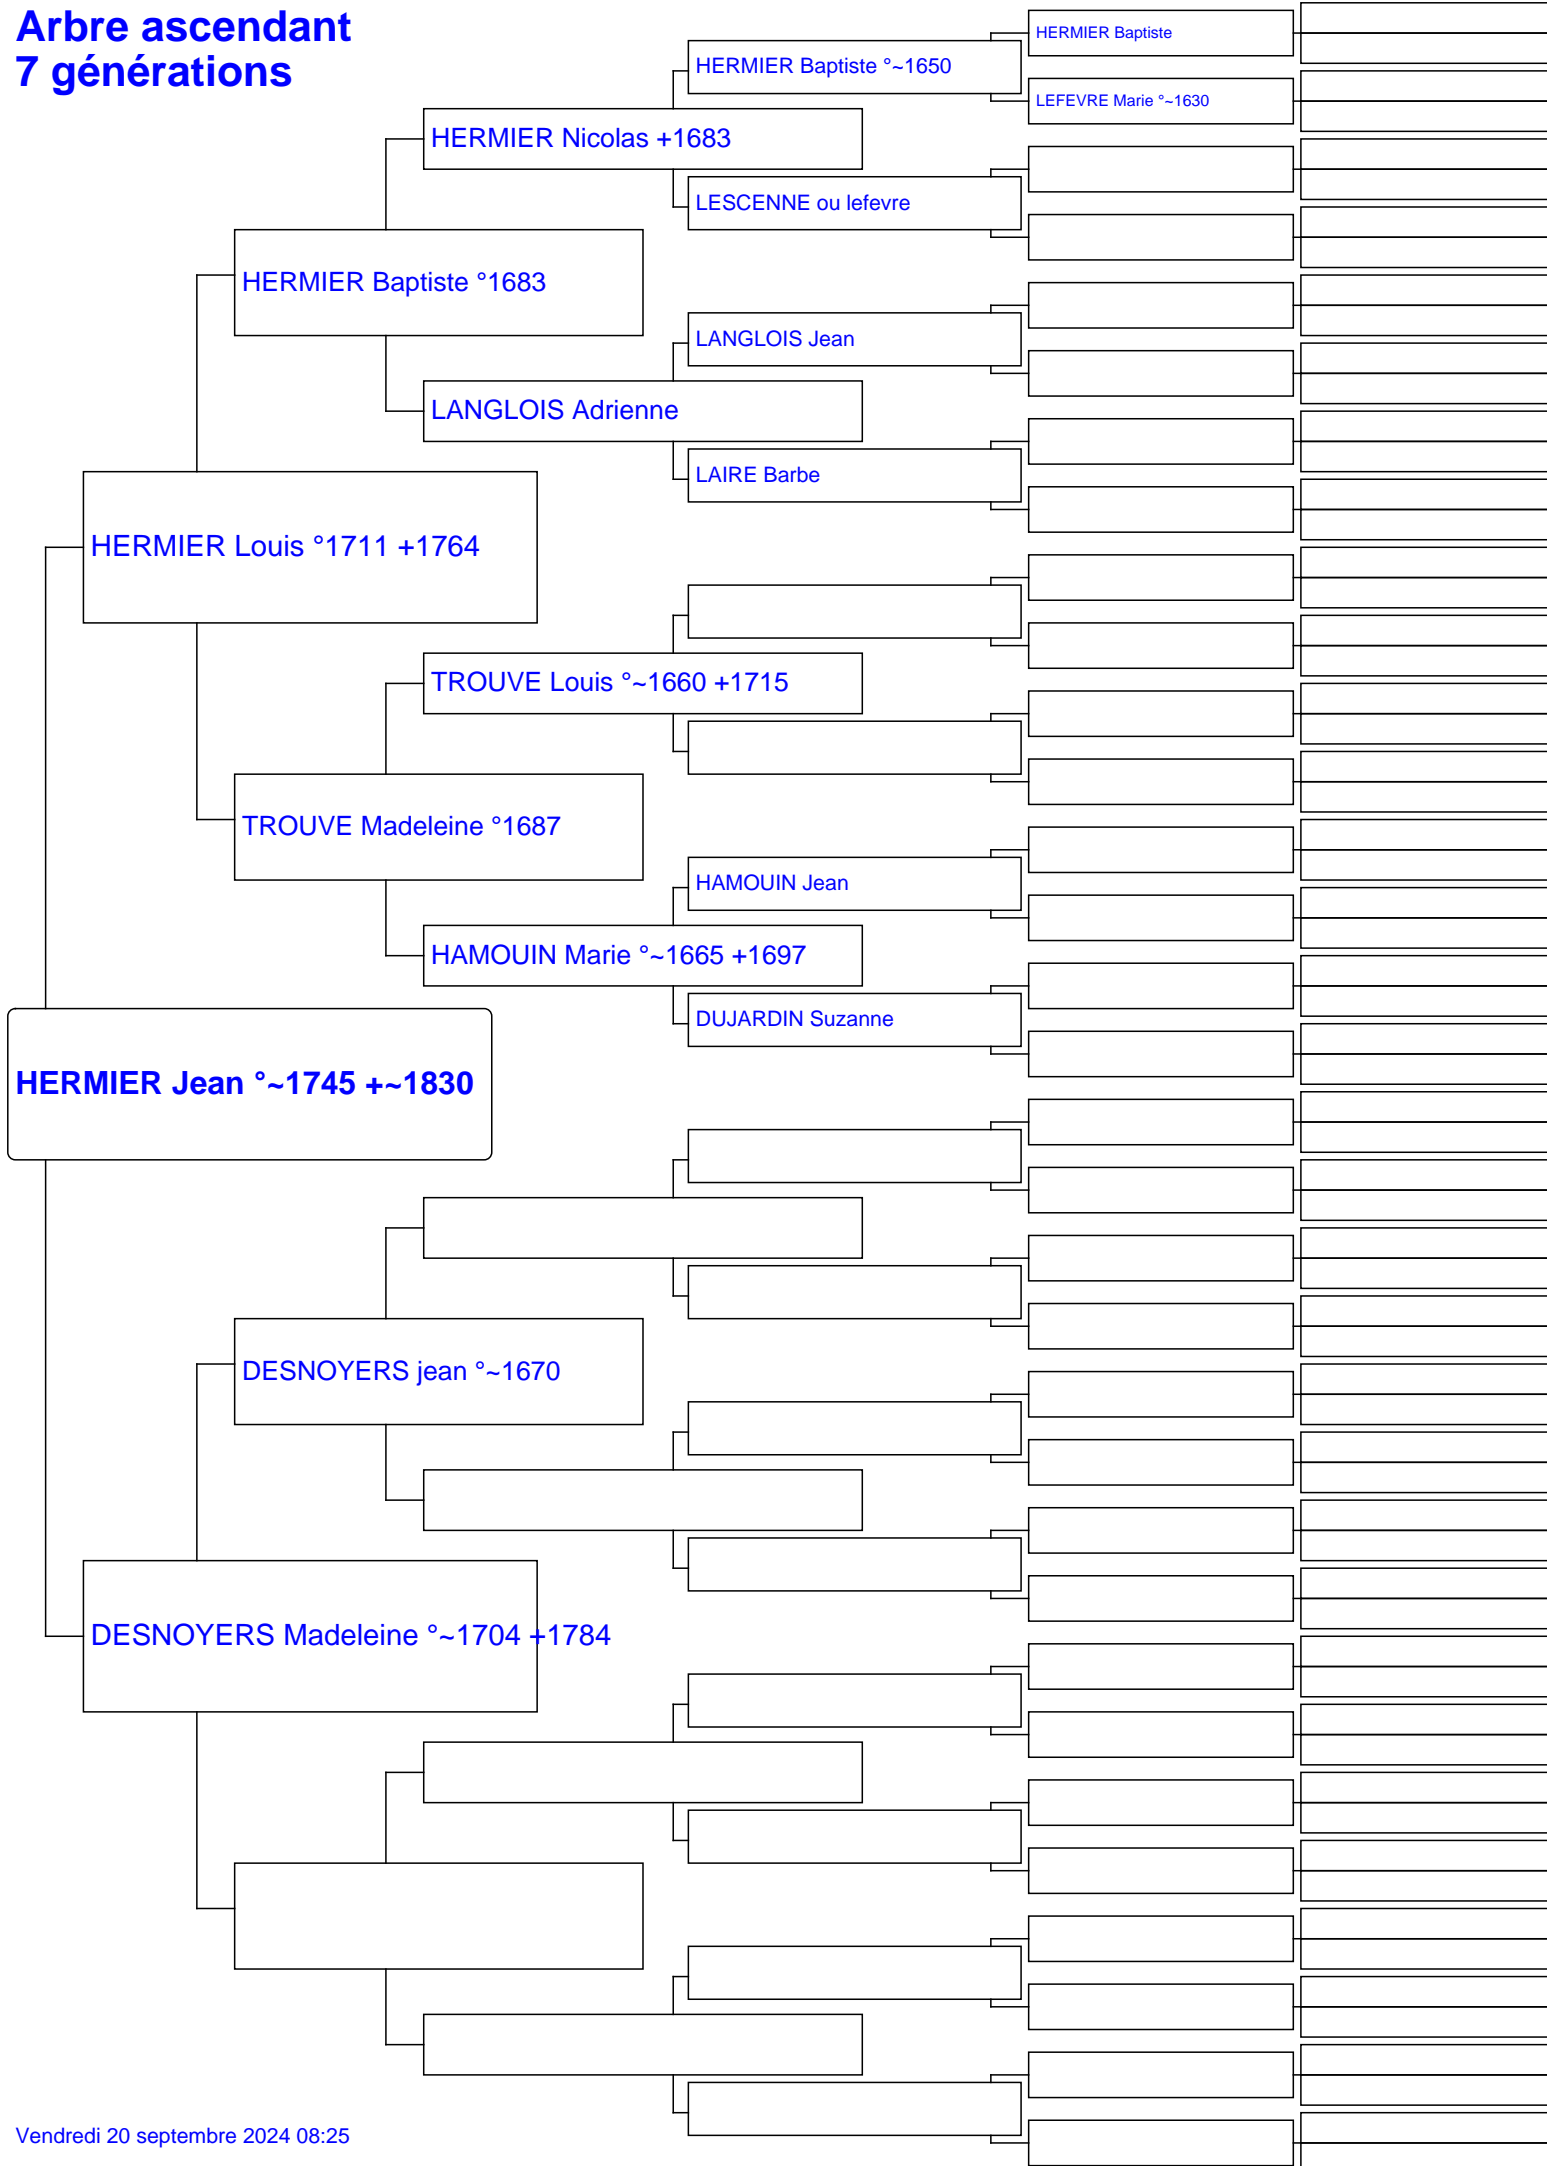 Arbre ascendant
7 générations
HERMIER Baptiste
HERMIER Baptiste °~1650
LEFEVRE Marie °~1630
HERMIER Nicolas +1683
LESCENNE ou lefevre
HERMIER Baptiste °1683
LANGLOIS Jean
LANGLOIS Adrienne
LAIRE Barbe
HERMIER Louis °1711 +1764
TROUVE Louis °~1660 +1715
TROUVE Madeleine °1687
HAMOUIN Jean
HAMOUIN Marie °~1665 +1697
DUJARDIN Suzanne
HERMIER Jean °~1745 +~1830
DESNOYERS jean °~1670
DESNOYERS Madeleine °~1704 +1784
Vendredi 20 septembre 2024 08:25